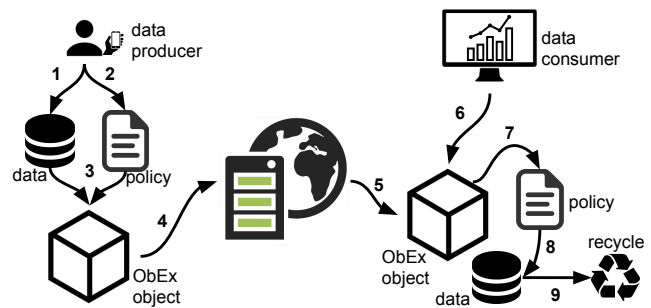 data
producer
1
2
data
3
policy
ObEx
object
4
5
data
consumer
6
7
ObEx
object
policy
8
data
9
recycle